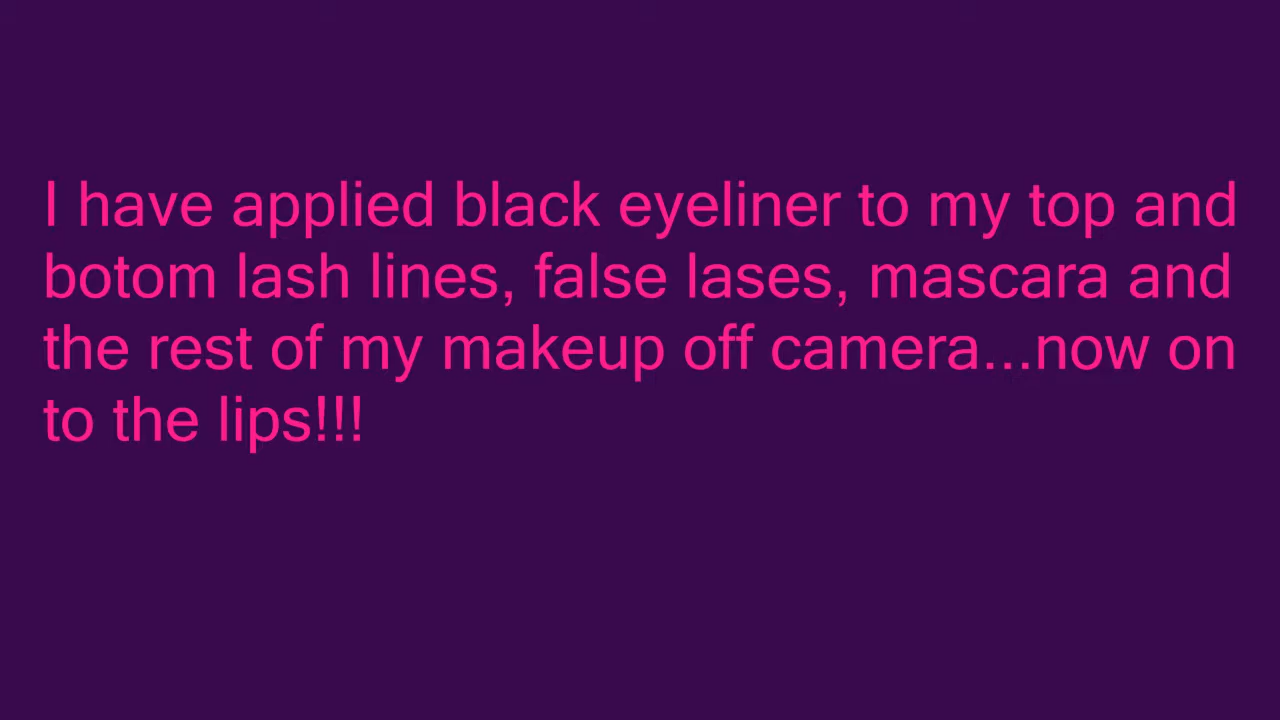 I have applied black eyeliner to my top and
botom lash lines, false lases, mascara and
the rest of my makeup off camera...now on
to the lips!!!